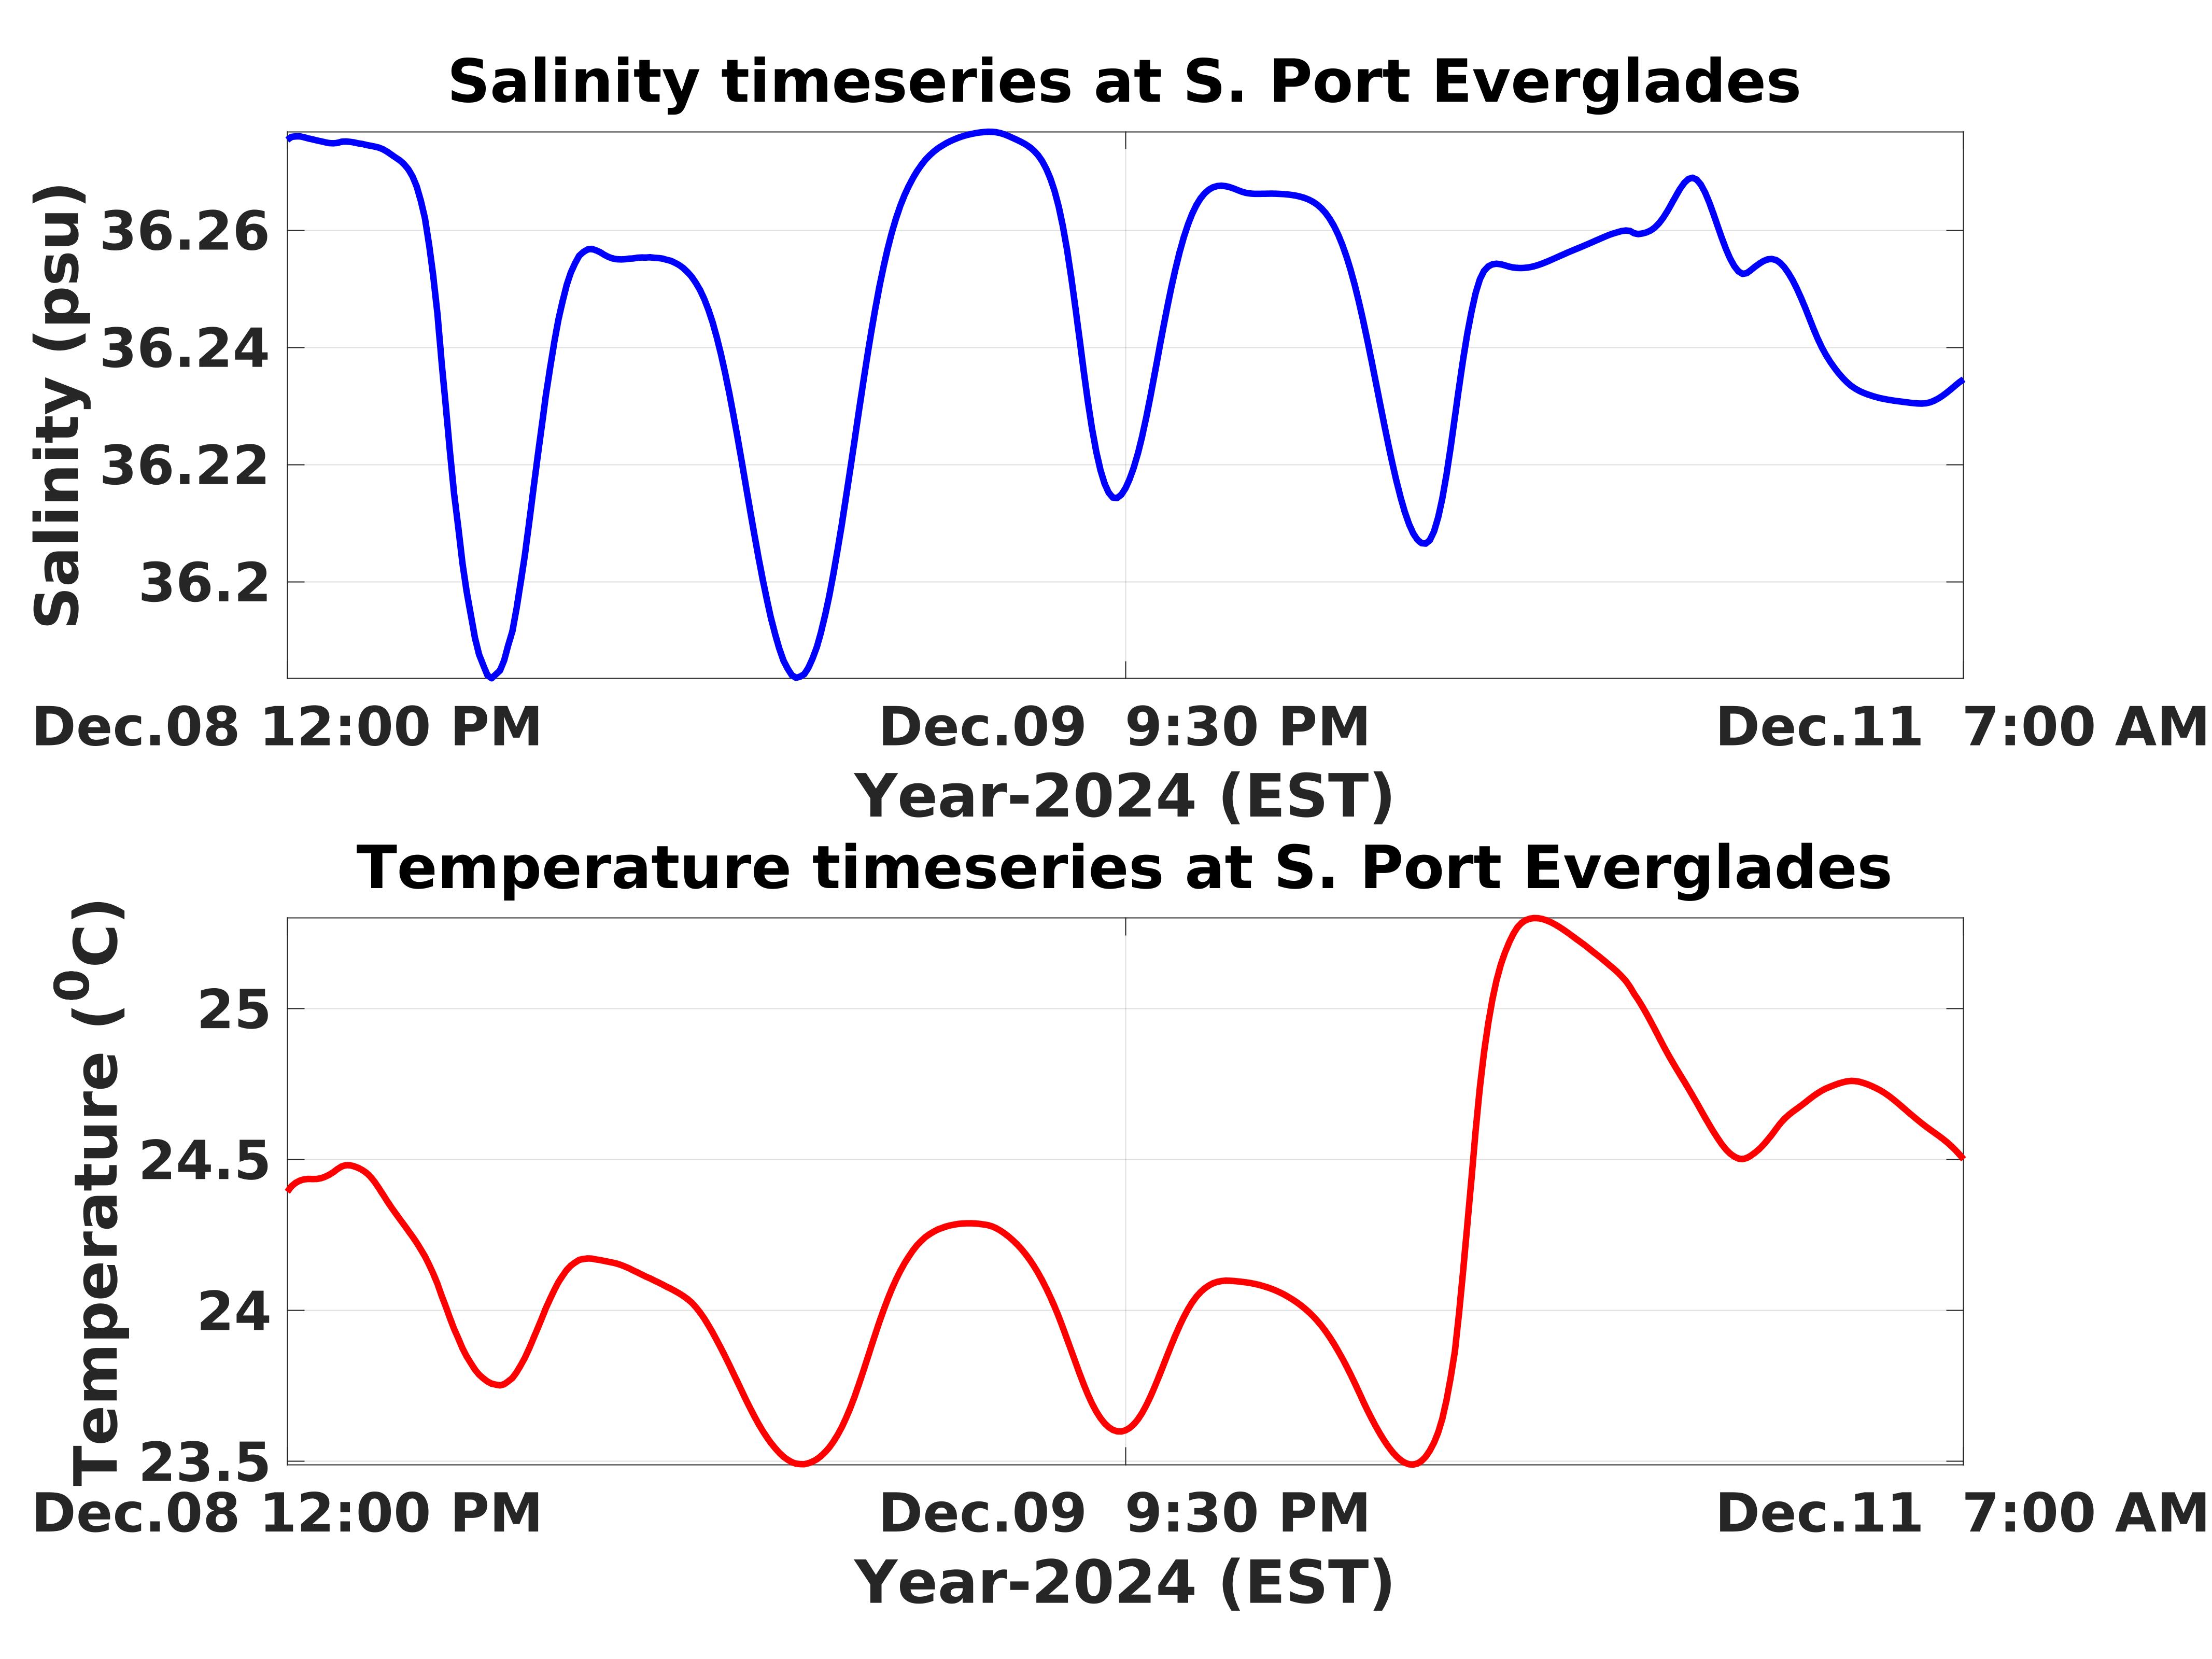 Salinity timeseries at S. Port Everglades
Salinity (psu)
36.26
36.24
36.22
36.2
Dec.08 12:00 PM Dec.09 9:30 PM Dec.11 7:00 AM
Year-2024 (EST)
Temperature timeseries at S. Port Everglades
Temperature (⁰C)
25
24.5
24
23.5
Dec.08 12:00 PM Dec.09 9:30 PM Dec.11 7:00 AM
Year-2024 (EST)